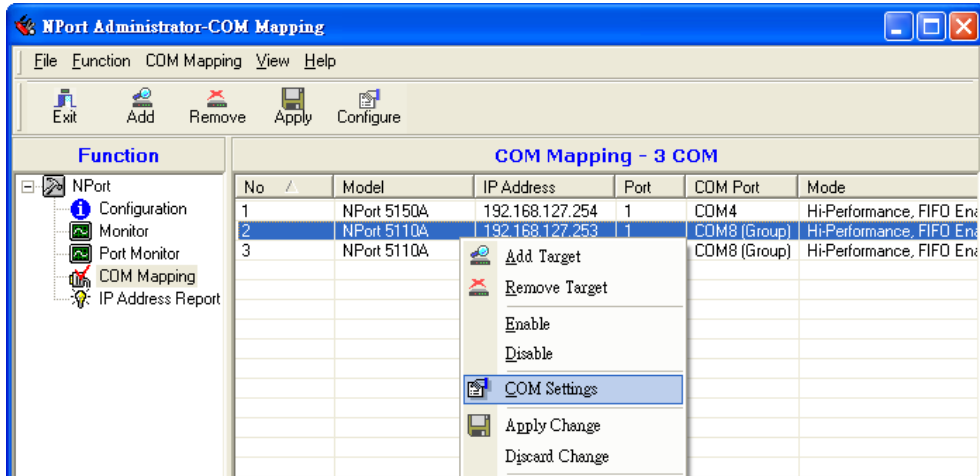 NPort Administrator-COM Mapping
File Function COM Mapping View Help
Exit Add Remove Apply Configure
Function
COM Mapping - 3 COM
NPort
Configuration
Monitor
Port Monitor
COM Mapping
IP Address Report
No Model IP Address Port COM Port Mode
1 NPort 5150A 192.168.127.254 1 COM4 Hi-Performance, FIFO Ena
2 NPort 5110A 192.168.127.253 1 COM8 (Group) Hi-Performance, FIFO Ena
3 NPort 5110A COM8 (Group) Hi-Performance, FIFO Ena
Add Target
Remove Target
Enable
Disable
COM Settings
Apply Change
Discard Change